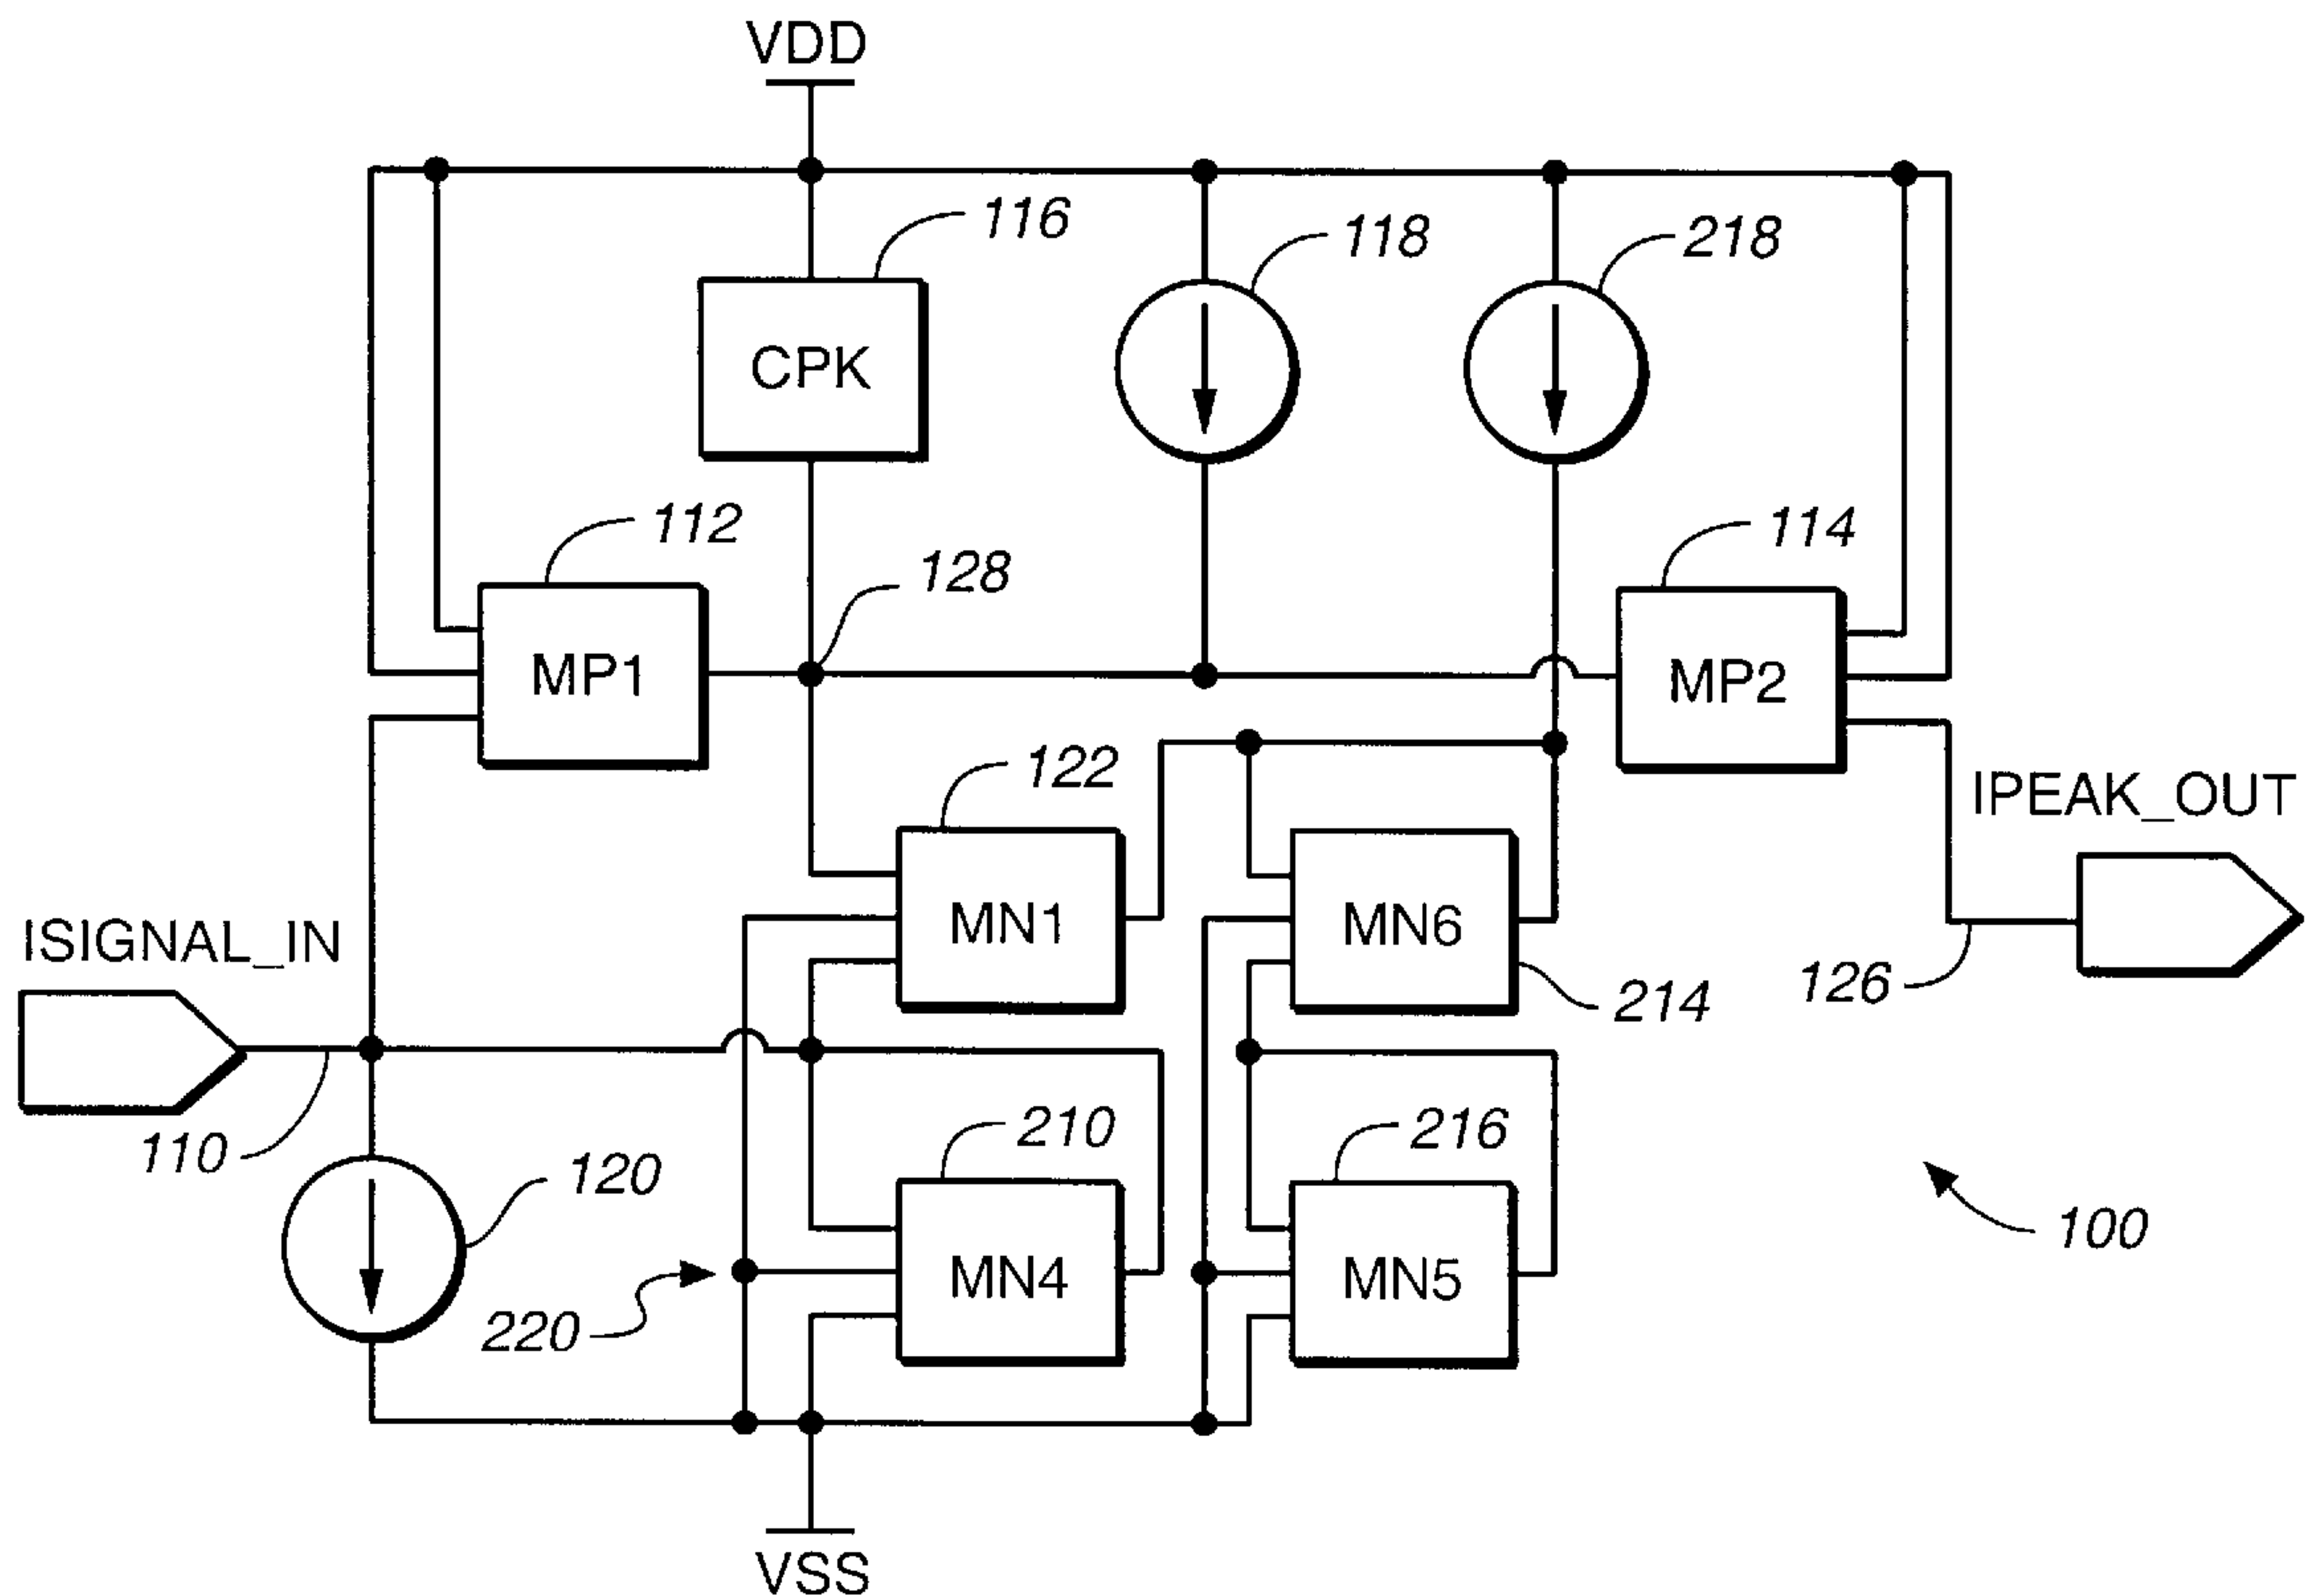 VDD
116
118
218
CPK
112
128
114
MP1
MP2
122
IPEAK_OUT
ISIGNAL_IN
MN1
MN6
126
214
110
210
216
120
100
MN4
MN5
220
VSS